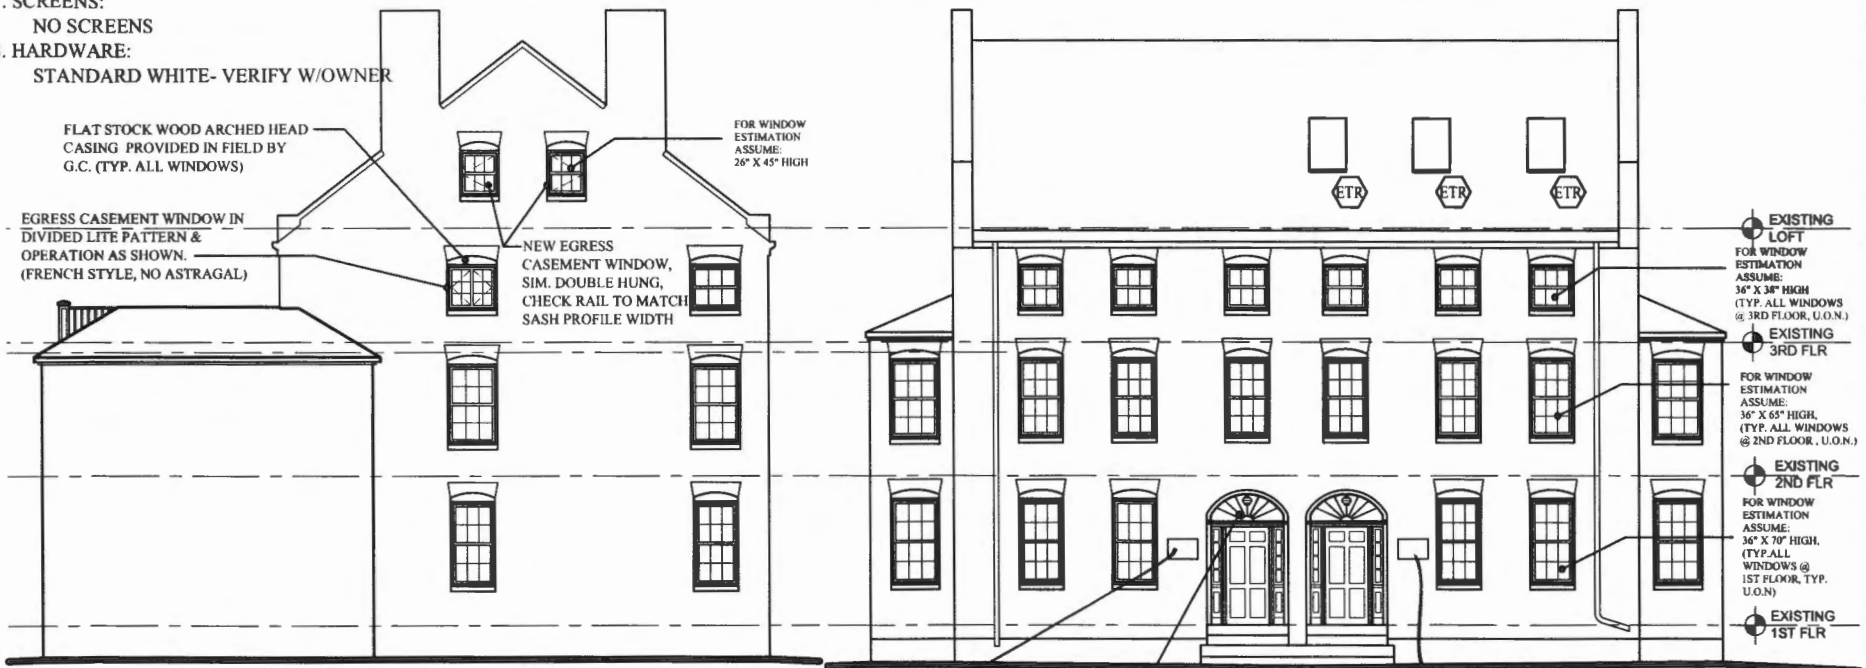 . SCREENS:
NO SCREENS
. HARDWARE:
STANDARD WHITE- VERIFY W/OWNER
FLAT STOCK WOOD ARCHED HEAD
CASING PROVIDED IN FIELD BY
G.C. (TYP. ALL WINDOWS)
EGRESS CASEMENT WINDOW IN
DIVIDED LITE PATTERN &
OPERATION AS SHOWN.
(FRENCH STYLE, NO ASTRAGAL)
NEW EGRESS
CASEMENT WINDOW,
SIM. DOUBLE HUNG,
CHECK RAIL TO MATCH
SASH PROFILE WIDTH
FOR WINDOW
ESTIMATION
ASSUME:
26" X 45" HIGH
ETR
ETR
ETR
EXISTING
LOFT
FOR WINDOW
ESTIMATION
ASSUME:
36" X 38" HIGH
(TYP. ALL WINDOWS
@ 3RD FLOOR, U.O.N.)
EXISTING
3RD FLR
FOR WINDOW
ESTIMATION
ASSUME:
36" X 65" HIGH,
(TYP. ALL WINDOWS
@ 2ND FLOOR, U.O.N.)
EXISTING
2ND FLR
FOR WINDOW
ESTIMATION
ASSUME:
36" X 70" HIGH,
(TYP.ALL
WINDOWS @
1ST FLOOR, TYP.
U.O.N)
EXISTING
1ST FLR